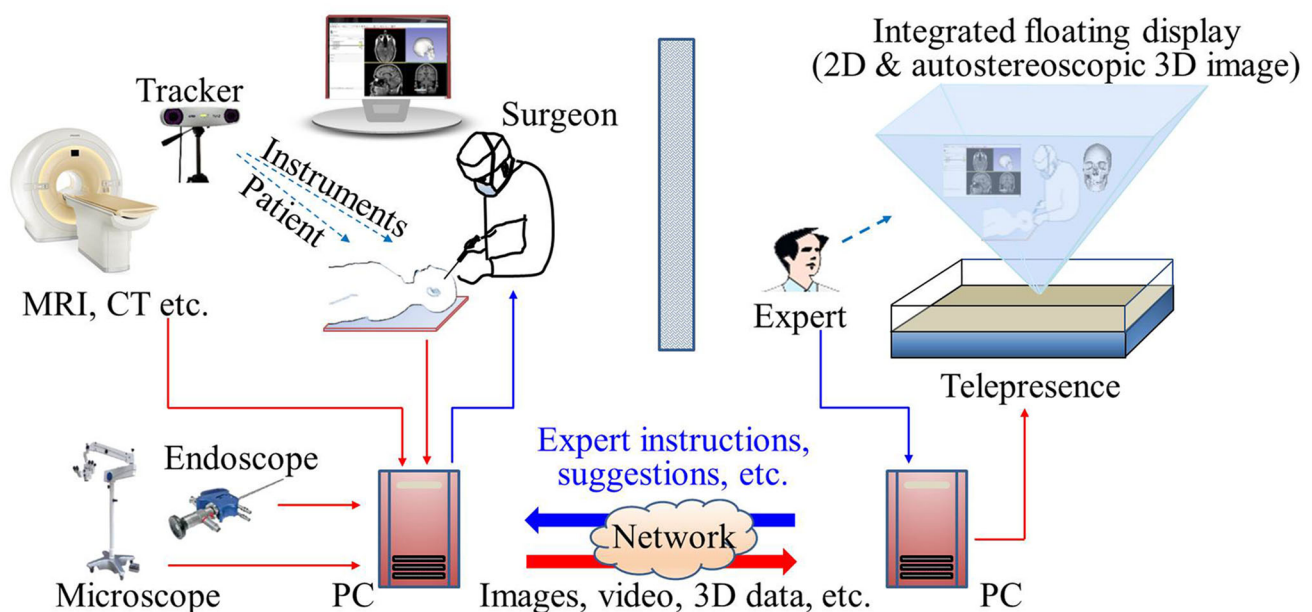 Integrated floating display
(2D & autostereoscopic 3D image)
Tracker
Surgeon
Instruments
Patient
MRI, CT etc.
Expert
Telepresence
Expert instructions,
suggestions, etc.
Endoscope
Network
Microscope
PC
Images, video, 3D data, etc.
PC